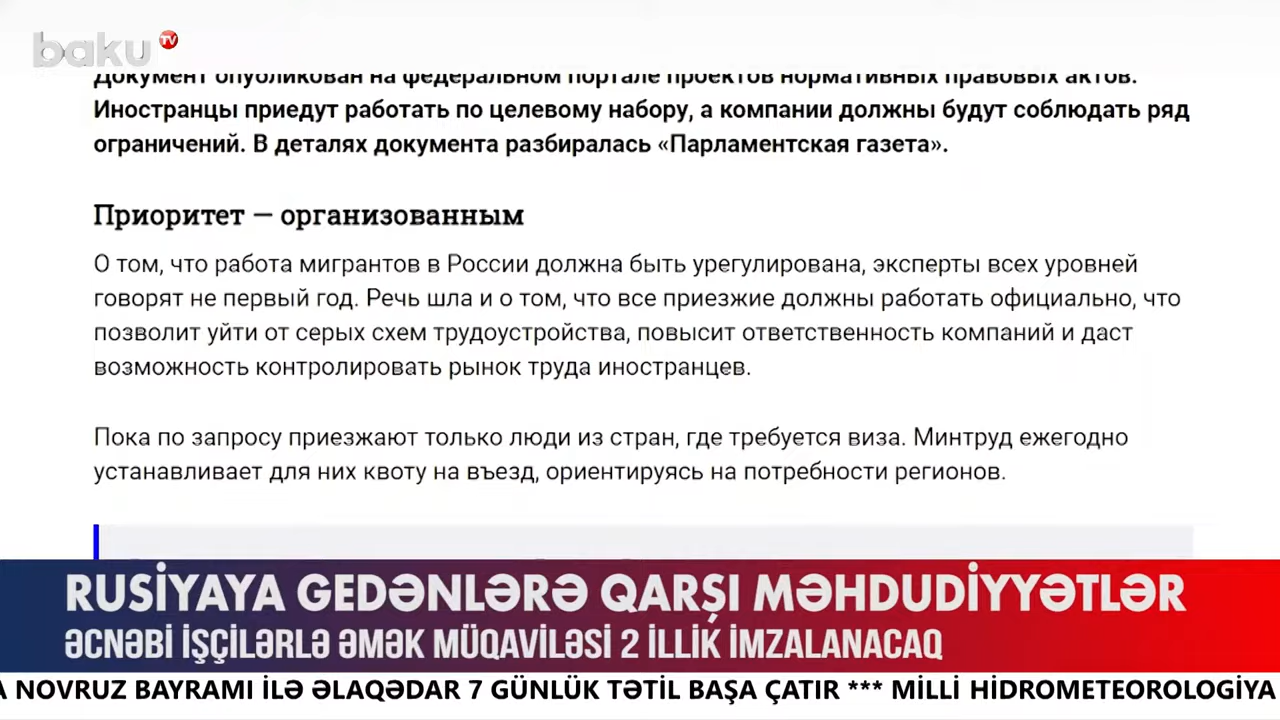 baku TV
Документ опубликован на федеральном портале проектов нормативных правовых актов.
Иностранцы приедут работать по целевому набору, а компании должны будут соблюдать ряд
ограничений. В деталях документа разбиралась «Парламентская газета».
Приоритет — организованным
О том, что работа мигрантов в России должна быть урегулирована, эксперты всех уровней
говорят не первый год. Речь шла и о том, что все приезжие должны работать официально, что
позволит уйти от серых схем трудоустройства, повысит ответственность компаний и даст
возможность контролировать рынок труда иностранцев.
Пока по запросу приезжают только люди из стран, где требуется виза. Минтруд ежегодно
устанавливает для них квоту на въезд, ориентируясь на потребности регионов.
RUSİYAYA GEDƏNLƏRƏ QARŞI MƏHDUDİYYƏTLƏR
ƏCNƏBİ İŞÇİLƏRLƏ ƏMƏK MÜQAVİLƏSİ 2 İLLİK İMZALANACAQ
A NOVRUZ BAYRAMI İLƏ ƏLAQƏDAR 7 GÜNLÜK TƏTİL BAŞA ÇATIR *** MİLLİ HİDROMETEOROLOGİYA